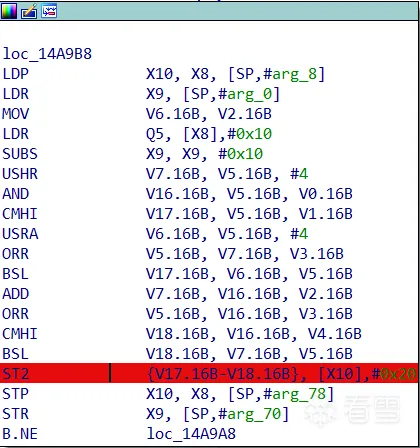 loc_14A9B8
LDP X10, X8, [SP,#arg_8]
LDR X9, [SP,#arg_0]
MOV V6.16B, V2.16B
LDR Q5, [X8],#0x10
SUBS X9, X9, #0x10
USHR V7.16B, V5.16B, #4
AND V16.16B, V5.16B, V0.16B
CMHI V17.16B, V5.16B, V1.16B
USRA V6.16B, V5.16B, #4
ORR V5.16B, V7.16B, V3.16B
BSL V17.16B, V6.16B, V5.16B
ADD V7.16B, V16.16B, V2.16B
ORR V5.16B, V16.16B, V3.16B
CMHI V18.16B, V16.16B, V4.16B
BSL V18.16B, V7.16B, V5.16B
ST2 {V17.16B-V18.16B}, [X10],#0x20
STP X10, X8, [SP,#arg_78]
STR X9, [SP,#arg_70]
B.NE loc_14A9A8
看雪